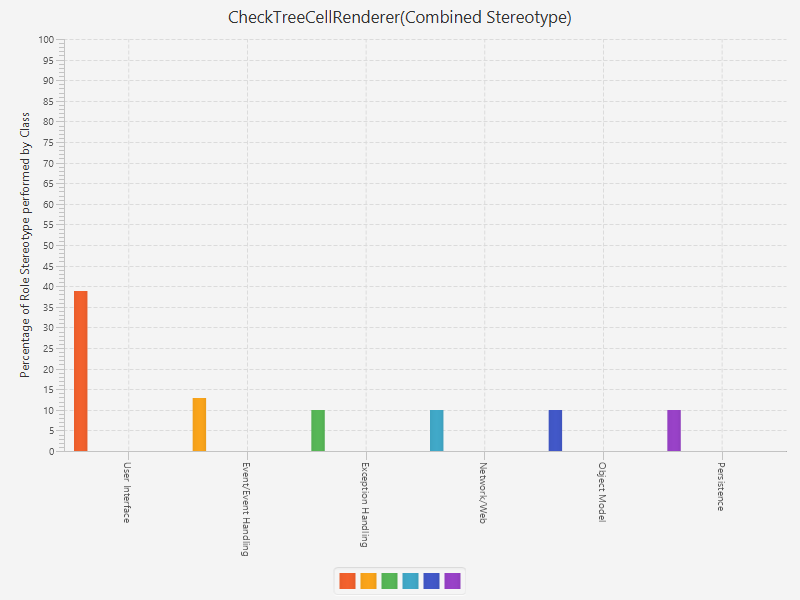 CheckTreeCellRenderer(Combined Stereotype)
Percentage of Role Stereotype performed by Class
100
95
90
85
80
75
70
65
60
55
50
45
40
35
30
25
20
15
10
5
0
User Interface
Event/Event Handling
Exception Handling
Network/Web
Object Model
Persistence